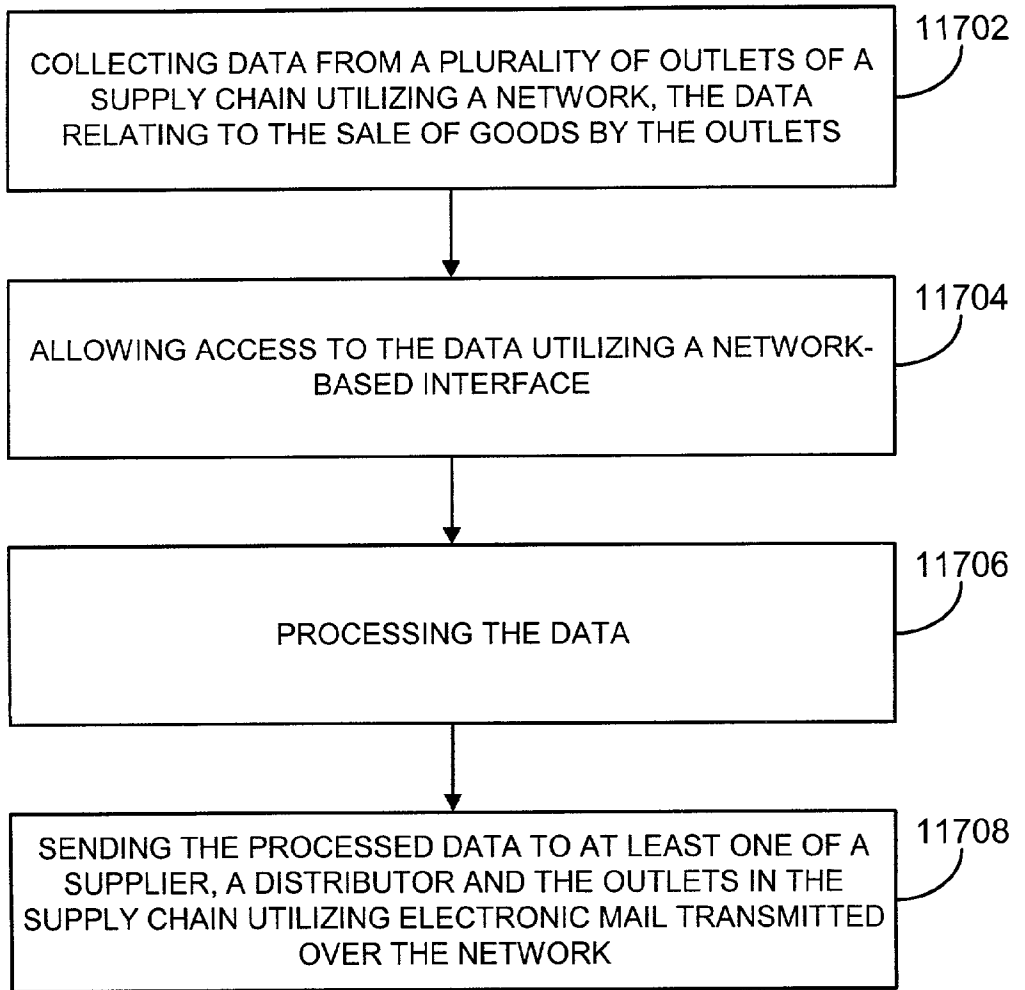 11702
COLLECTING DATA FROM A PLURALITY OF OUTLETS OF A
SUPPLY CHAIN UTILIZING A NETWORK, THE DATA
RELATING TO THE SALE OF GOODS BY THE OUTLETS
11704
ALLOWING ACCESS TO THE DATA UTILIZING A NETWORK-
BASED INTERFACE
11706
PROCESSING THE DATA
11708
SENDING THE PROCESSED DATA TO AT LEAST ONE OF A
SUPPLIER, A DISTRIBUTOR AND THE OUTLETS IN THE
SUPPLY CHAIN UTILIZING ELECTRONIC MAIL TRANSMITTED
OVER THE NETWORK